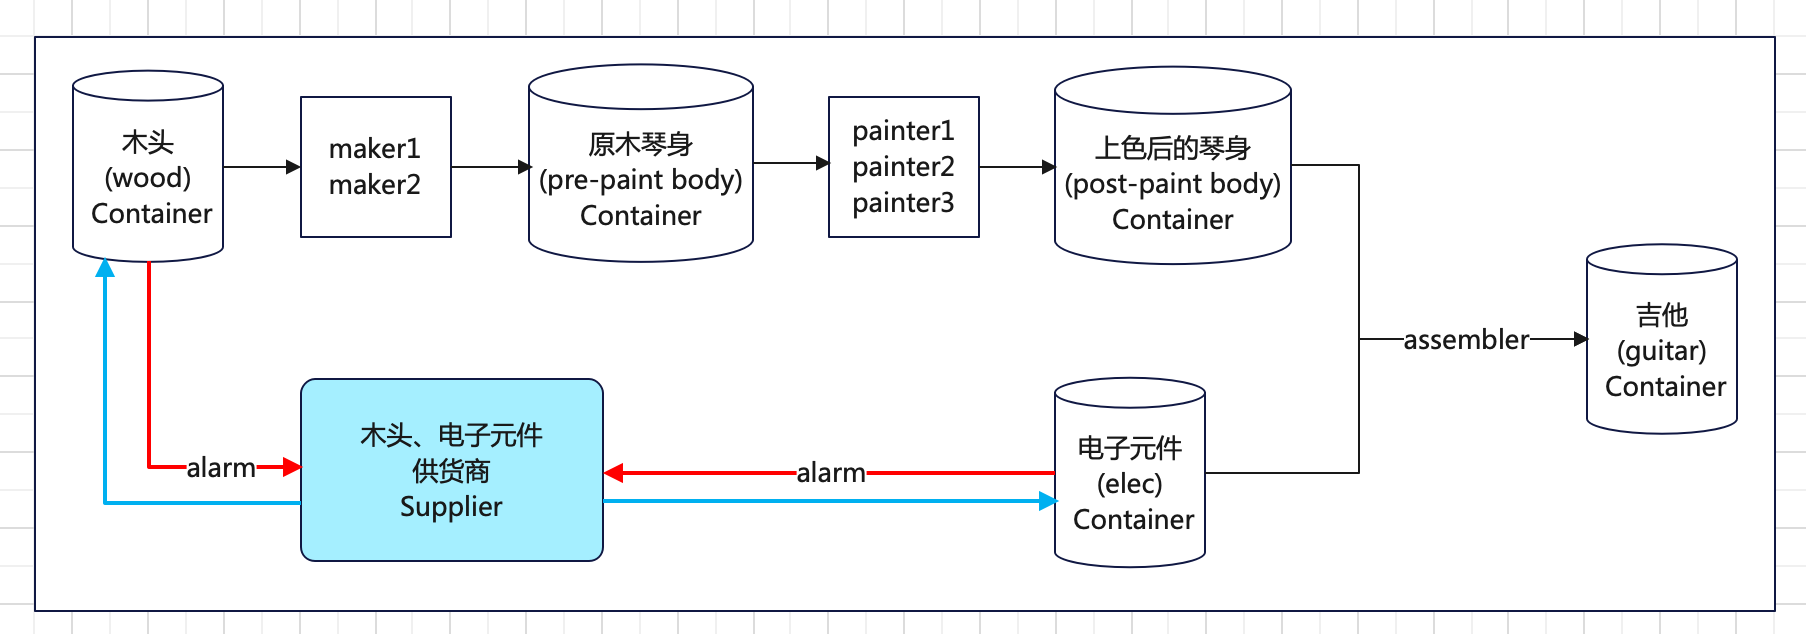 木头
(wood)
Container
maker1
maker2
原木琴身
(pre-paint body)
Container
painter1
painter2
painter3
上色后的琴身
(post-paint body)
Container
assembler
吉他
(guitar)
Container
alarm
木头、电子元件
供货商
Supplier
alarm
电子元件
(elec)
Container